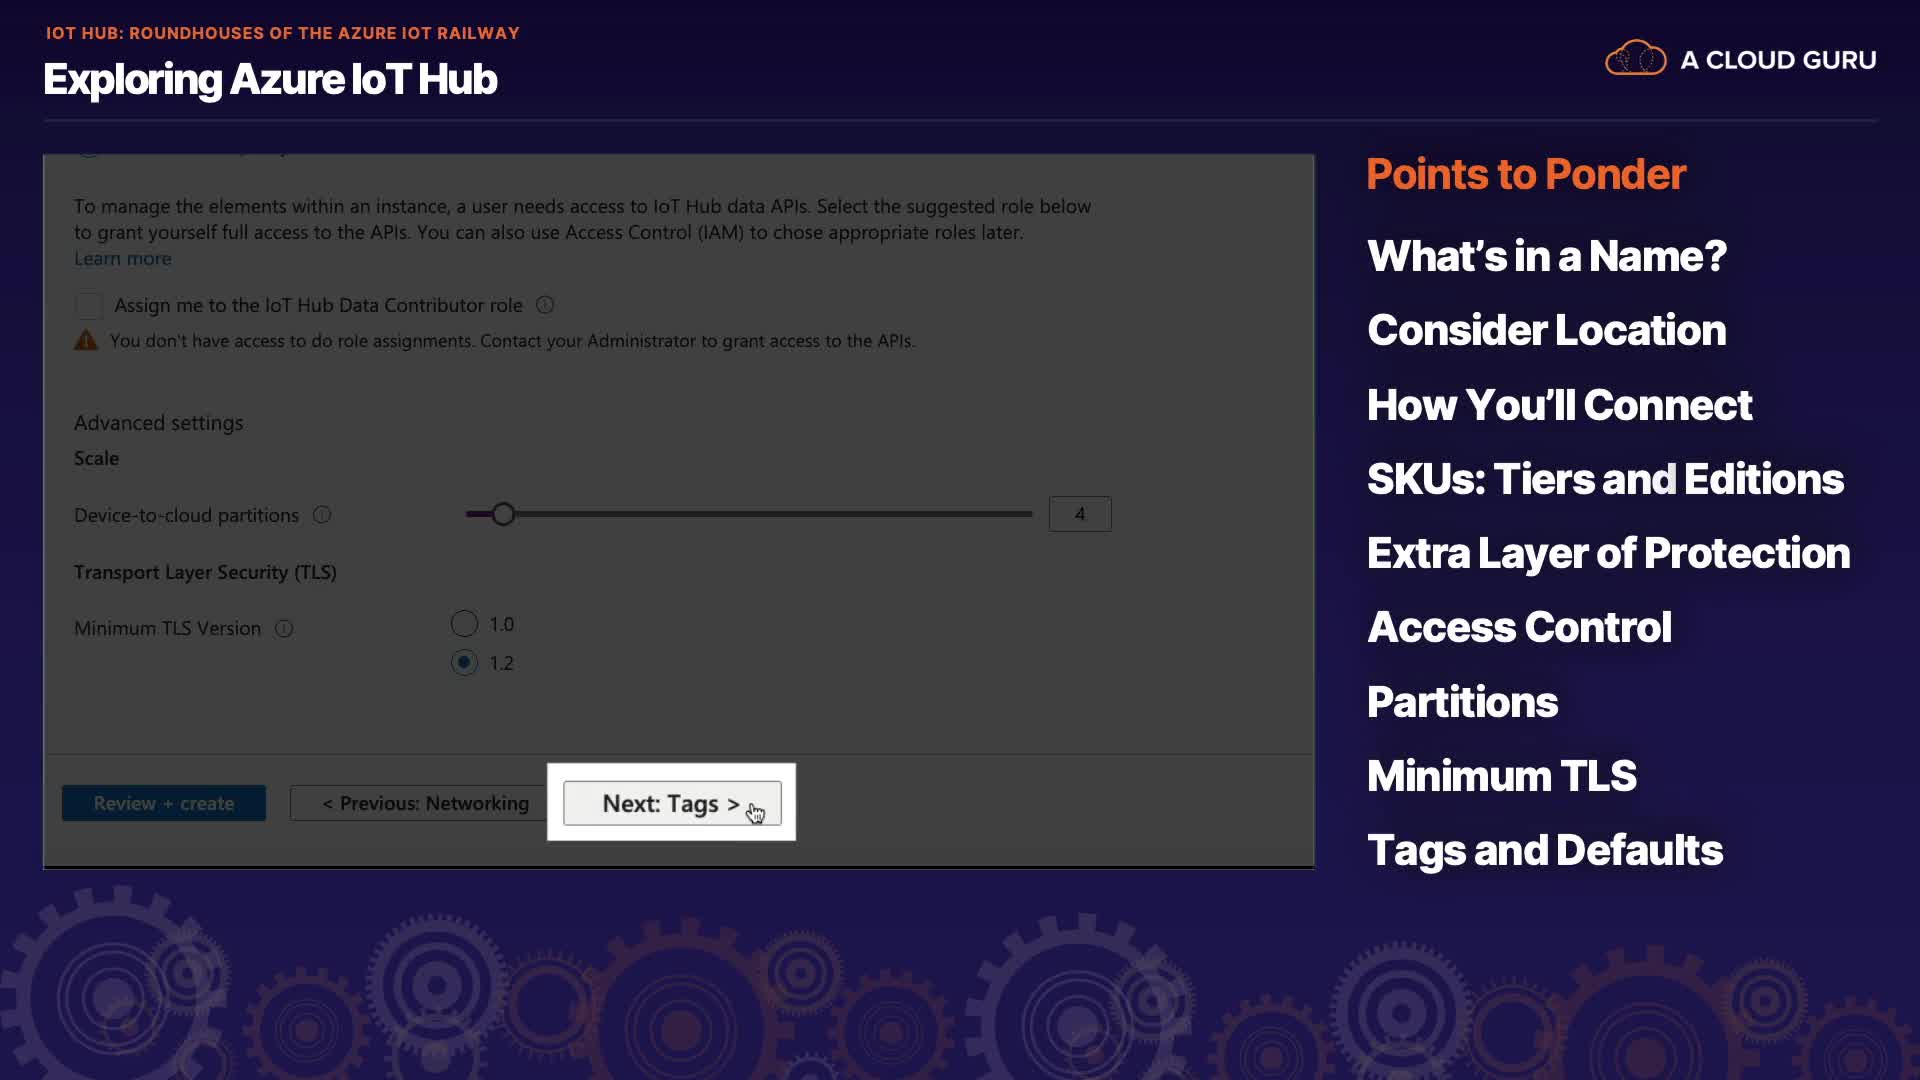 IOT HUB: ROUNDHOUSES OF THE AZURE IOT RAILWAY
Exploring Azure IoT Hub
A CLOUD GURU
To manage the elements within an instance, a user needs access to IoT Hub data APIs. Select the suggested role below
to grant yourself full access to the APIs. You can also use Access Control (IAM) to chose appropriate roles later.
Learn more
Assign me to the IoT Hub Data Contributor role
You don't have access to do role assignments. Contact your Administrator to grant access to the APIs.
Advanced settings
Scale
Device-to-cloud partitions
4
Transport Layer Security (TLS)
Minimum TLS Version
1.0
1.2
Review + create
< Previous: Networking
Next: Tags >
Points to Ponder
What's in a Name?
Consider Location
How You'll Connect
SKUs: Tiers and Editions
Extra Layer of Protection
Access Control
Partitions
Minimum TLS
Tags and Defaults